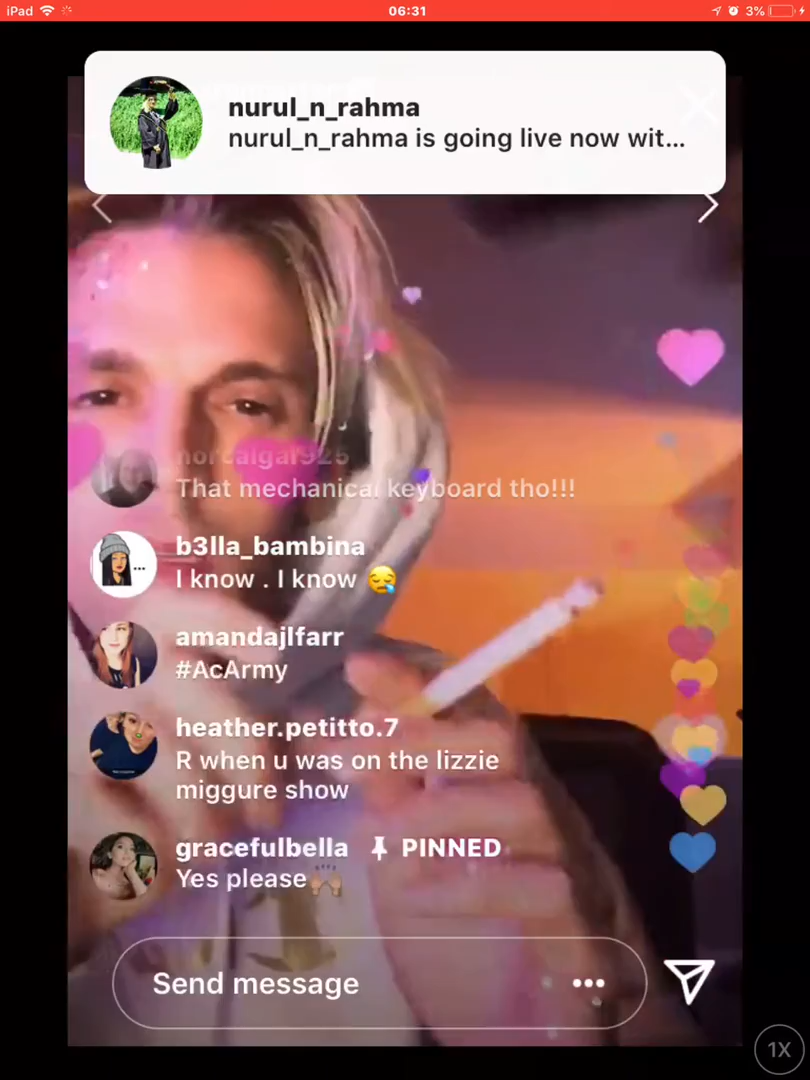 iPad 06:31 3%
nurul_n_rahma
nurul_n_rahma is going live now wit...
norcalgal925
That mechanical keyboard tho!!!
b3lla_bambina
I know . I know 😪
amandajlfarr
#AcArmy
heather.petitto.7
R when u was on the lizzie
miggure show
gracefulbella PINNED
Yes please🙌🏼
Send message
1X